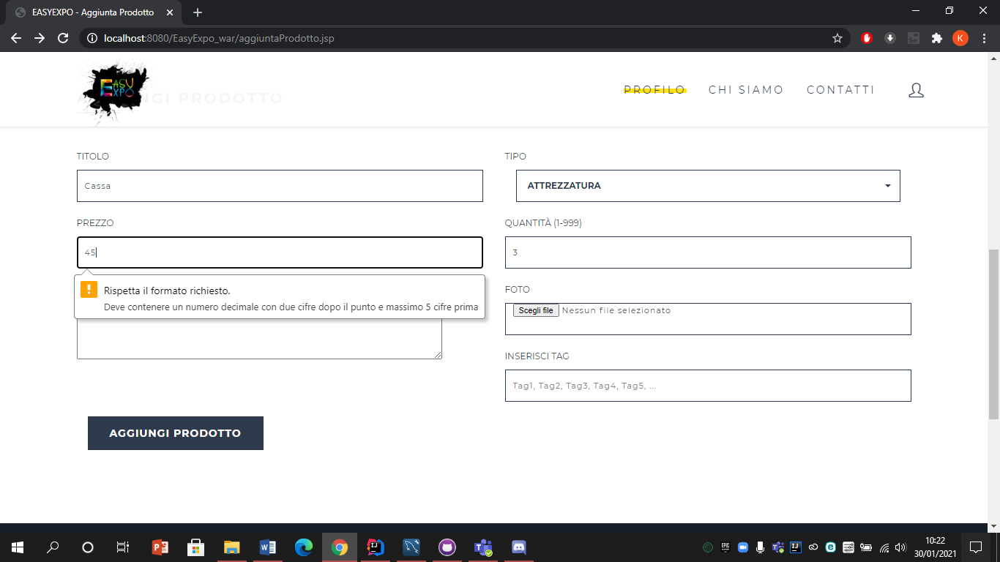 EASYEXPO - Aggiunta Prodotto
localhost:8080/EasyExpo_war/aggiuntaProdotto.jsp
K
EASY
EXPO
AGGIUNGI PRODOTTO
PROFILO
CHI SIAMO
CONTATTI
TITOLO
TIPO
Cassa
ATTREZZATURA
PREZZO
QUANTITÀ (1-999)
45
3
Rispetta il formato richiesto.
Deve contenere un numero decimale con due cifre dopo il punto e massimo 5 cifre prima
FOTO
Scegli file Nessun file selezionato
INSERISCI TAG
Tag1, Tag2, Tag3, Tag4, Tag5, ...
AGGIUNGI PRODOTTO
10:22
30/01/2021